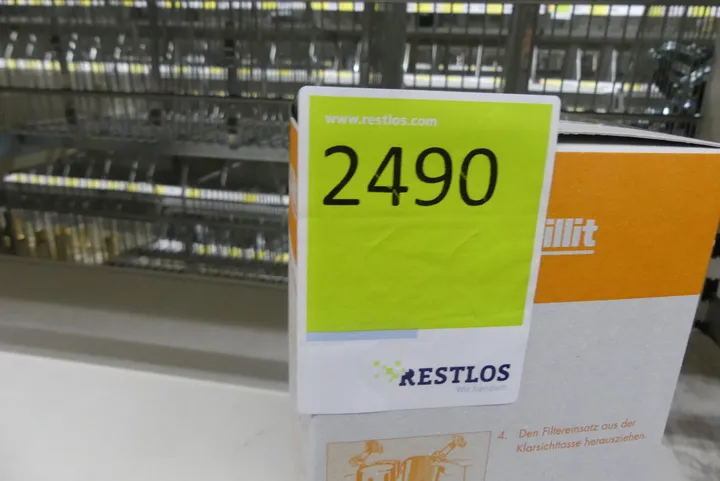 www.restlos.com
2490
illit
RESTLOS
4. Den Filtereinsatz aus der
Klarsichttasse herausziehen.